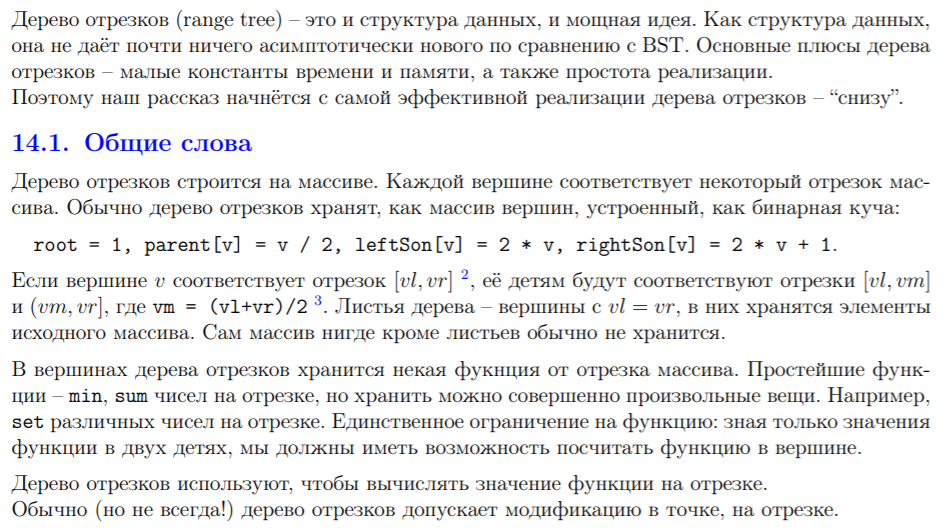 Дерево отрезков (range tree) – это и структура данных, и мощная идея. Как структура данных,
она не даёт почти ничего асимптотически нового по сравнению с BST. Основные плюсы дерева
отрезков – малые константы времени и памяти, а также простота реализации.
Поэтому наш рассказ начнётся с самой эффективной реализации дерева отрезков – “снизу”.
14.1. Общие слова
Дерево отрезков строится на массиве. Каждой вершине соответствует некоторый отрезок мас-
сива. Обычно дерево отрезков хранят, как массив вершин, устроенный, как бинарная куча:
root = 1, parent[v] = v / 2, leftSon[v] = 2 * v, rightSon[v] = 2 * v + 1.
Если вершине v соответствует отрезок [vl, vr] ², её детям будут соответствуют отрезки [vl, vm]
и (vm, vr], где vm = (vl+vr)/2 ³. Листья дерева – вершины с vl = vr, в них хранятся элементы
исходного массива. Сам массив нигде кроме листьев обычно не хранится.
В вершинах дерева отрезков хранится некая фукнция от отрезка массива. Простейшие функ-
ции – min, sum чисел на отрезке, но хранить можно совершенно произвольные вещи. Например,
set различных чисел на отрезке. Единственное ограничение на функцию: зная только значения
функции в двух детях, мы должны иметь возможность посчитать функцию в вершине.
Дерево отрезков используют, чтобы вычислять значение функции на отрезке.
Обычно (но не всегда!) дерево отрезков допускает модификацию в точке, на отрезке.